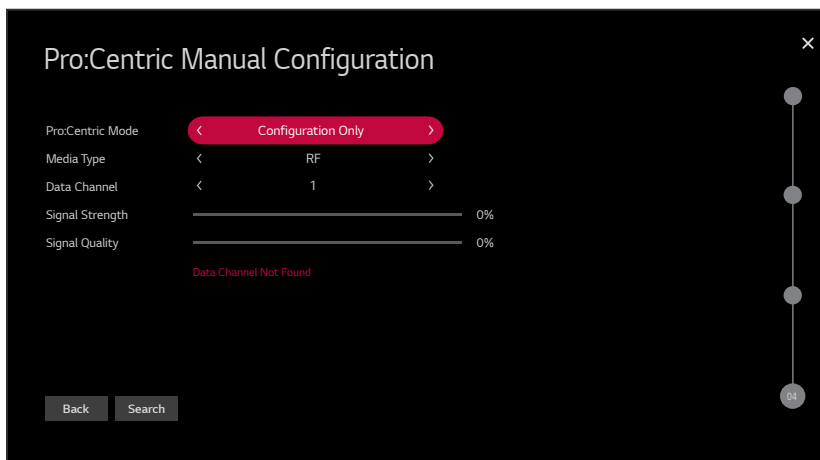 Pro:Centric Manual Configuration
Pro:Centric Mode < Configuration Only >
Media Type < RF >
Data Channel < 1 >
Signal Strength 0%
Signal Quality 0%
Data Channel Not Found
04
Back Search